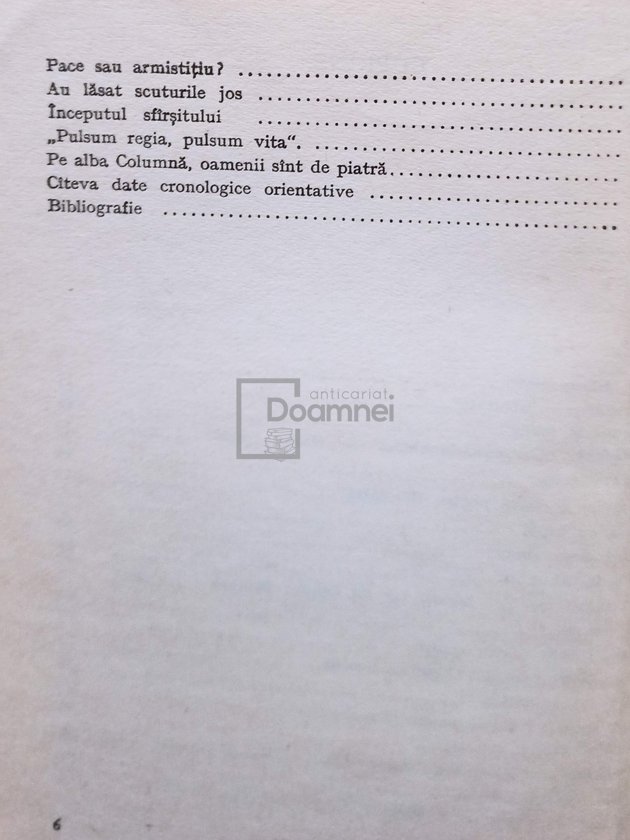 Pace sau armistițiu? ........................................
Au lăsat scuturile jos ........................................
Începutul sfîrșitului ........................................
„Pulsum regia, pulsum vita“. ................................
Pe alba Columnă, oamenii sînt de piatră........................
Cîteva date cronologice orientative ..........................
Bibliografie ................................................
anticariat
Doamnei
6